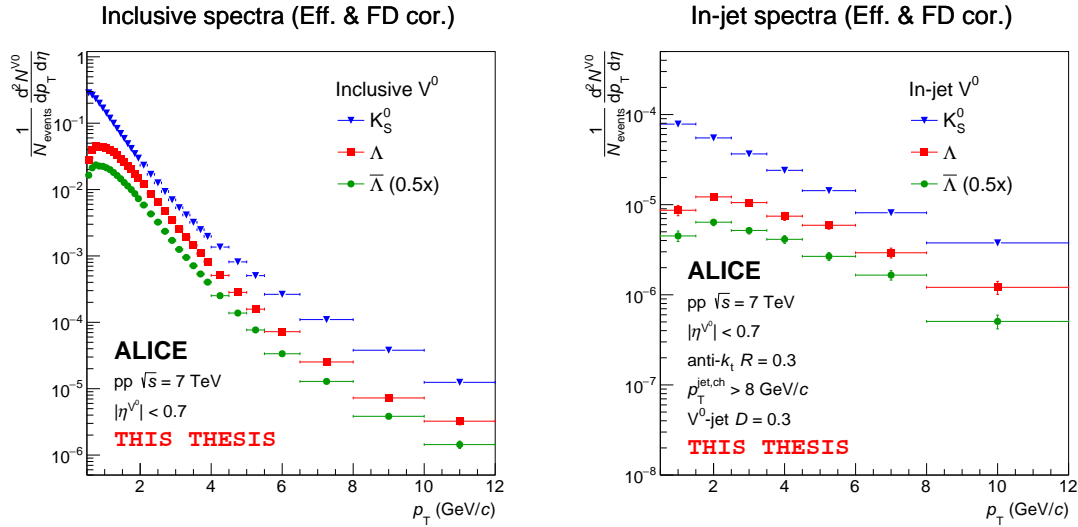 Inclusive spectra (Eff. & FD cor.)
1/N_events d²N^V0/dp_T dη
1
10⁻¹
10⁻²
10⁻³
10⁻⁴
10⁻⁵
10⁻⁶
Inclusive V⁰
K⁰_S
Λ
Λ̅ (0.5x)
ALICE
pp √s = 7 TeV
|η^V⁰| < 0.7
THIS THESIS
2 4 6 8 10 12
p_T (GeV/c)
In-jet spectra (Eff. & FD cor.)
1/N_events d²N^V0/dp_T dη
10⁻⁴
10⁻⁵
10⁻⁶
10⁻⁷
10⁻⁸
In-jet V⁰
K⁰_S
Λ
Λ̅ (0.5x)
ALICE
pp √s = 7 TeV
|η^V⁰| < 0.7
anti-k_t R = 0.3
p_T^jet,ch > 8 GeV/c
V⁰-jet D = 0.3
THIS THESIS
2 4 6 8 10 12
p_T (GeV/c)